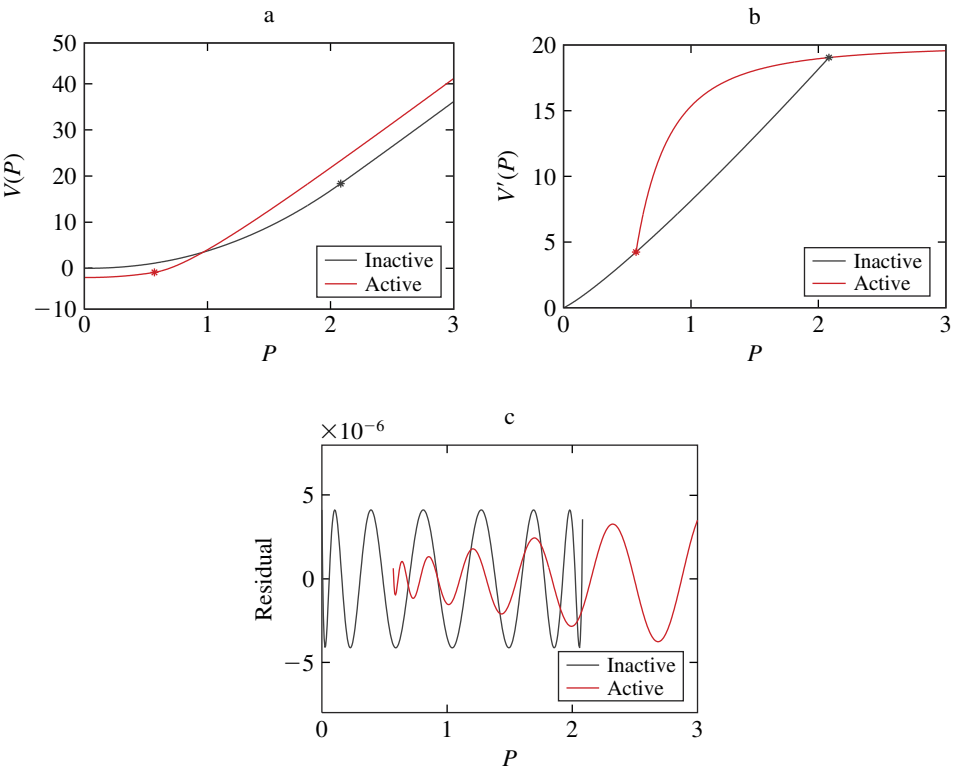 a
50
40
30
20
10
0
−10
V(P)
0 1 2 3
P
Inactive
Active
b
20
15
10
5
0
V′(P)
0 1 2 3
P
Inactive
Active
c
×10⁻⁶
5
0
−5
Residual
0 1 2 3
P
Inactive
Active